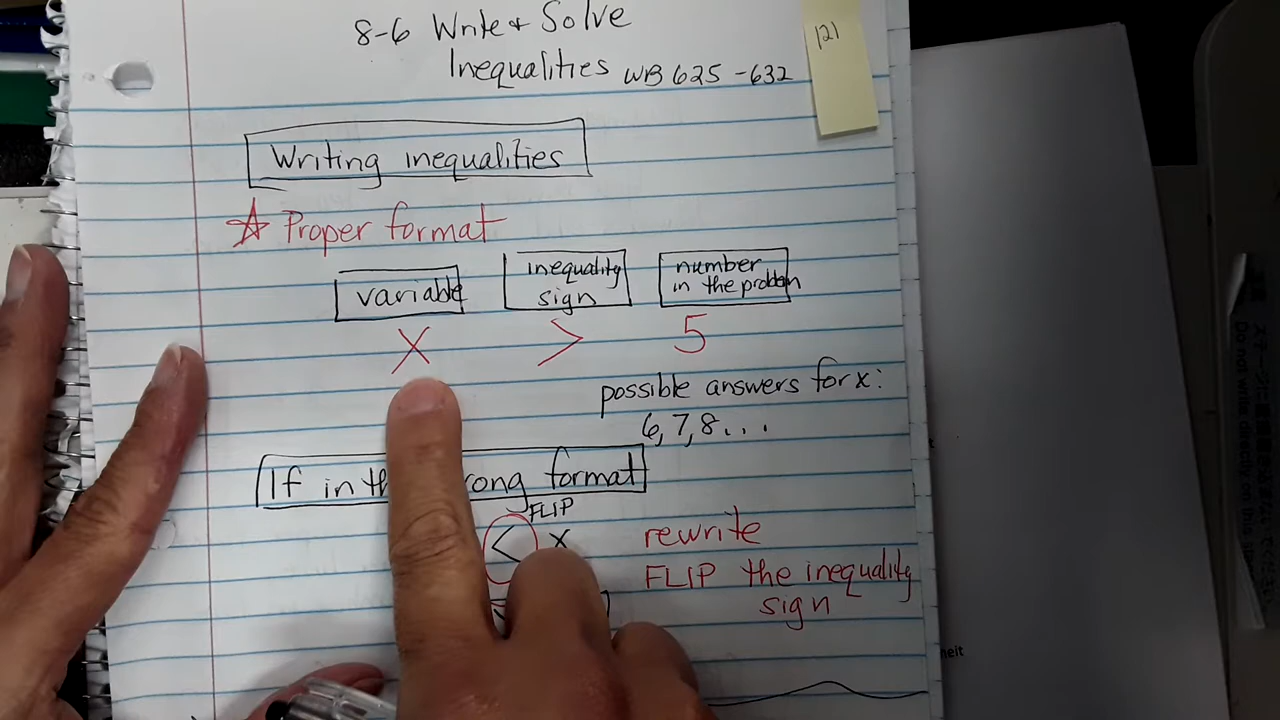 8-6 Write & Solve
Inequalities WB 625-632
121
Writing inequalities
☆ Proper format
variable
inequality
sign
number
in the problem
X > 5
possible answers for x:
6, 7, 8...
If in format
FLIP
< x
rewrite
FLIP the inequality
sign